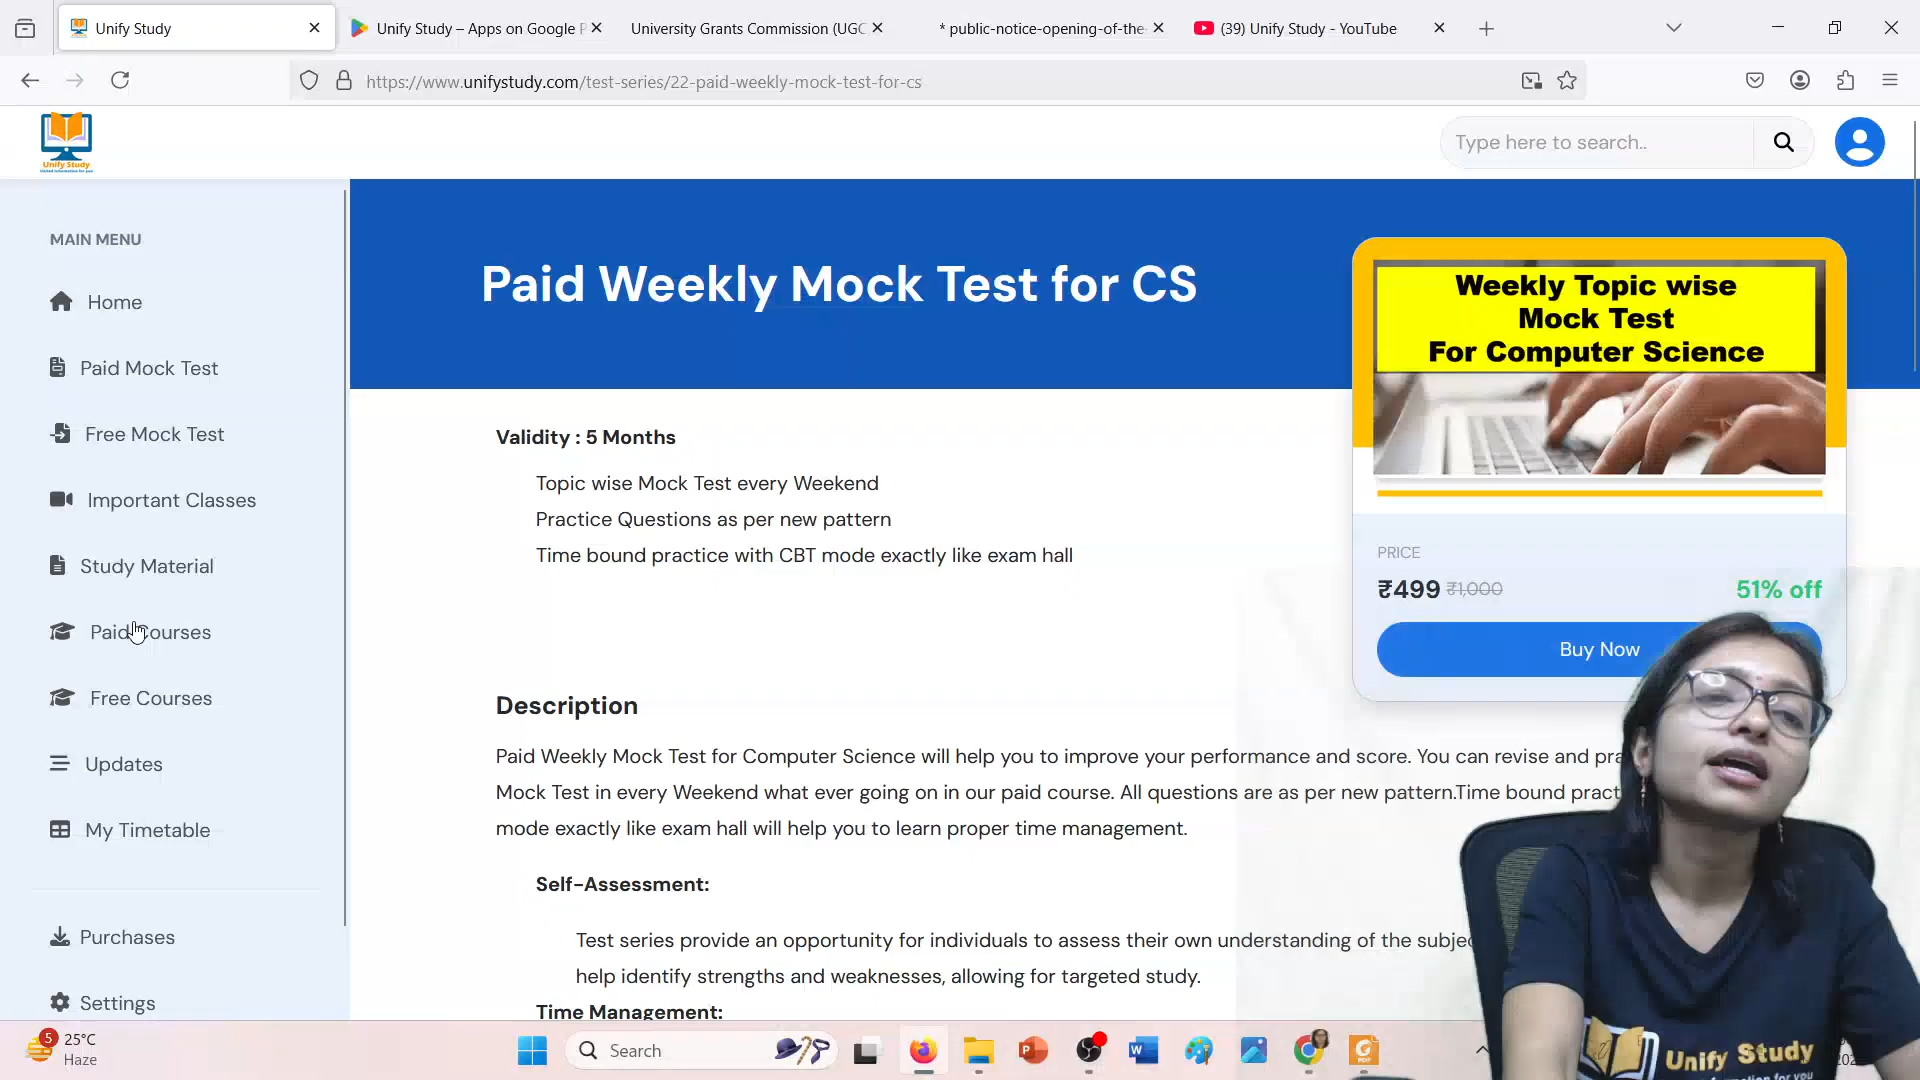 Unify Study
Unify Study – Apps on Google P
University Grants Commission (UGC
* public-notice-opening-of-the-
(39) Unify Study - YouTube
https://www.unifystudy.com/test-series/22-paid-weekly-mock-test-for-cs
Unify Study
Type here to search..
MAIN MENU
Home
Paid Mock Test
Free Mock Test
Important Classes
Study Material
Paid Courses
Free Courses
Updates
My Timetable
Purchases
Settings
Paid Weekly Mock Test for CS
Weekly Topic wise
Mock Test
For Computer Science
Validity : 5 Months
Topic wise Mock Test every Weekend
Practice Questions as per new pattern
Time bound practice with CBT mode exactly like exam hall
PRICE
₹499 ₹1,000 51% off
Buy Now
Description
Paid Weekly Mock Test for Computer Science will help you to improve your performance and score. You can revise and pra
Mock Test in every Weekend what ever going on in our paid course. All questions are as per new pattern.Time bound pract
mode exactly like exam hall will help you to learn proper time management.
Self-Assessment:
Test series provide an opportunity for individuals to assess their own understanding of the subjec
help identify strengths and weaknesses, allowing for targeted study.
Time Management:
5
25°C
Haze
Search
Unify Study